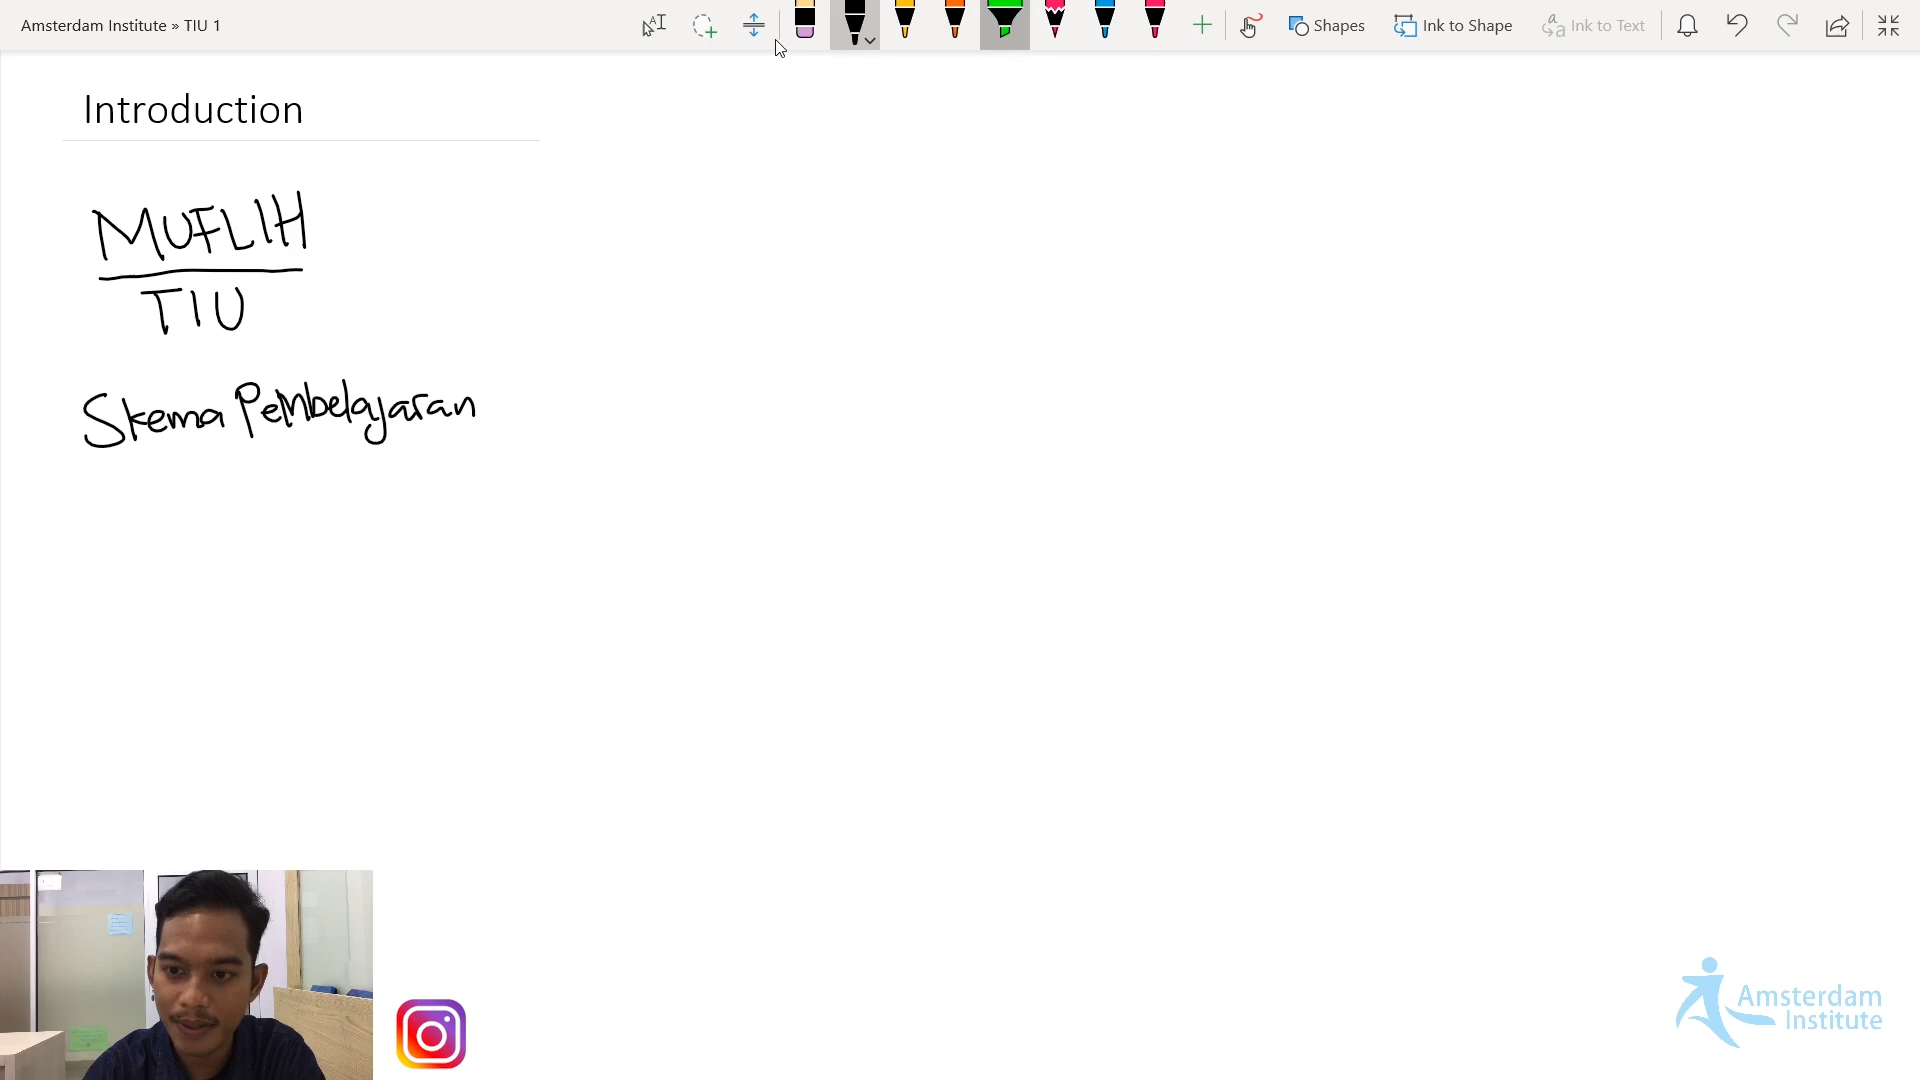 Amsterdam Institute » TIU 1
Shapes
Ink to Shape
Ink to Text
Introduction
MUFLIH
TIU
Skema Pembelajaran
Amsterdam
Institute